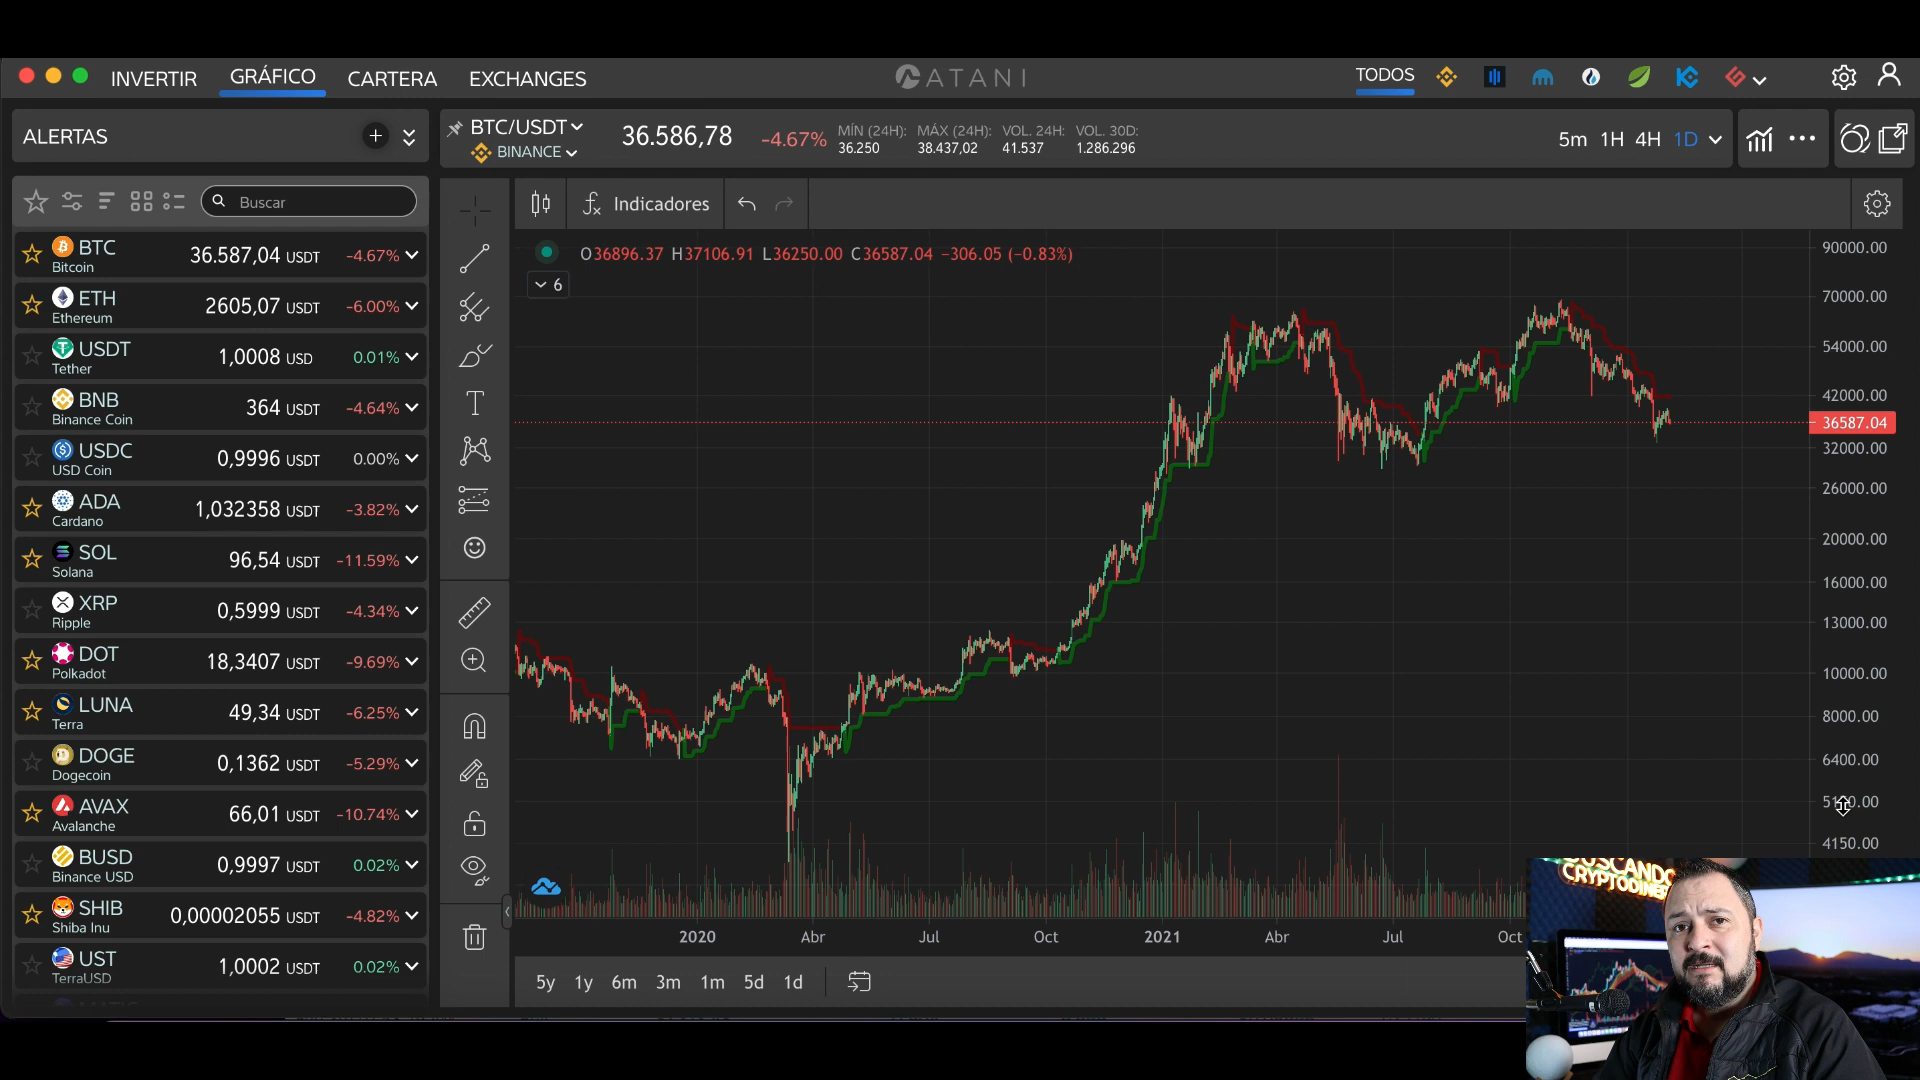 INVERTIR GRÁFICO CARTERA EXCHANGES ATANI TODOS
ALERTAS
BTC/USDT 36.586,78 -4.67% MÍN (24H): MÁX (24H): VOL. 24H: VOL. 30D: 5m 1H 4H 1D
BINANCE 36.250 38.437,02 41.537 1.286.296
Buscar
Indicadores
BTC 36.587,04 USDT -4.67%
Bitcoin
ETH 2605,07 USDT -6.00%
Ethereum
USDT 1,0008 USD 0.01%
Tether
BNB 364 USDT -4.64%
Binance Coin
USDC 0,9996 USDT 0.00%
USD Coin
ADA 1,032358 USDT -3.82%
Cardano
SOL 96,54 USDT -11.59%
Solana
XRP 0,5999 USDT -4.34%
Ripple
DOT 18,3407 USDT -9.69%
Polkadot
LUNA 49,34 USDT -6.25%
Terra
DOGE 0,1362 USDT -5.29%
Dogecoin
AVAX 66,01 USDT -10.74%
Avalanche
BUSD 0,9997 USDT 0.02%
Binance USD
SHIB 0,00002055 USDT -4.82%
Shiba Inu
UST 1,0002 USDT 0.02%
TerraUSD
O36896.37 H37106.91 L36250.00 C36587.04 −306.05 (−0.83%)
6
90000.00
70000.00
54000.00
42000.00
36587.04
32000.00
26000.00
20000.00
16000.00
13000.00
10000.00
8000.00
6400.00
4150.00
2020 Abr Jul Oct 2021 Abr Jul Oct
5y 1y 6m 3m 1m 5d 1d
BUSCANDO